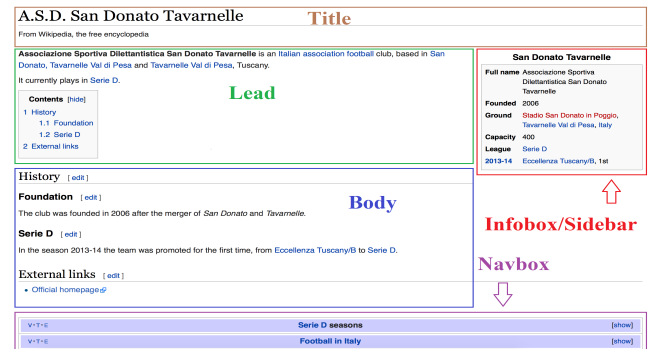 A.S.D. San Donato Tavarnelle
Title
From Wikipedia, the free encyclopedia
Associazione Sportiva Dilettantistica San Donato Tavarnelle is an Italian association football club, based in San
Donato, Tavarnelle Val di Pesa and Tavarnelle Val di Pesa, Tuscany.
It currently plays in Serie D.
Lead
Contents [hide]
1 History
1.1 Foundation
1.2 Serie D
2 External links
San Donato Tavarnelle
Full name Associazione Sportiva
Dilettantistica San Donato
Tavarnelle
Founded 2006
Ground Stadio San Donato in Poggio,
Tavarnelle Val di Pesa, Italy
Capacity 400
League Serie D
2013-14 Eccellenza Tuscany/B, 1st
Infobox/Sidebar
History [edit]
Foundation [edit]
Body
The club was founded in 2006 after the merger of San Donato and Tavarnelle.
Serie D [edit]
In the season 2013-14 the team was promoted for the first time, from Eccellenza Tuscany/B to Serie D.
External links [edit]
• Official homepage
Navbox
V•T•E Serie D seasons [show]
V•T•E Football in Italy [show]